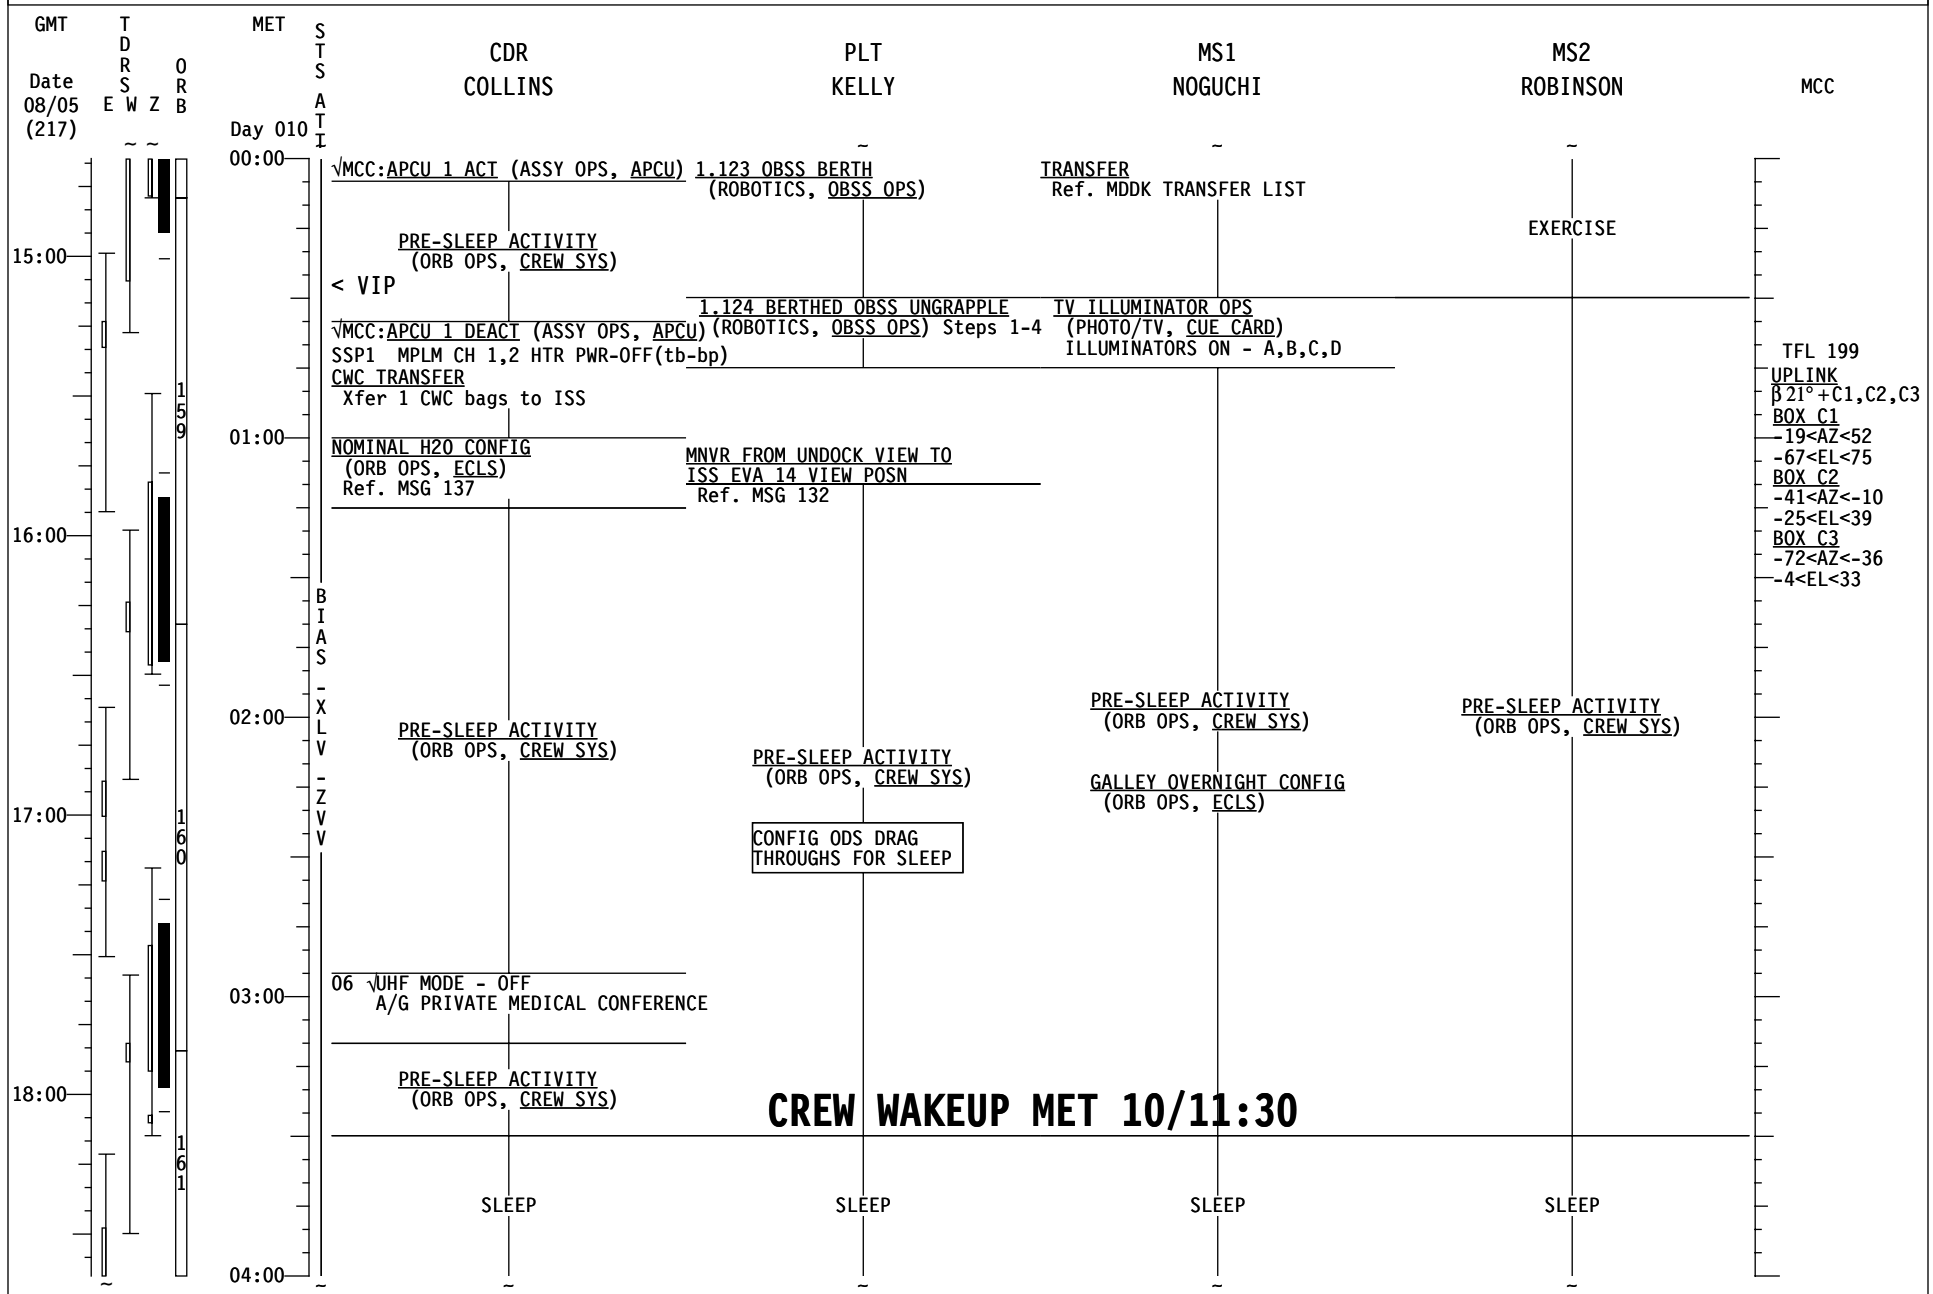 GMT
TDRS
MET
STS ATT
ORB
CDR
COLLINS
PLT
KELLY
MS1
NOGUCHI
MS2
ROBINSON
MCC
Date
08/05
(217)
E W Z
Day 010
00:00
√MCC:APCU 1 ACT (ASSY OPS, APCU)
1.123 OBSS BERTH
(ROBOTICS, OBSS OPS)
TRANSFER
Ref. MDDK TRANSFER LIST
EXERCISE
PRE-SLEEP ACTIVITY
(ORB OPS, CREW SYS)
15:00
< VIP
1.124 BERTHED OBSS UNGRAPPLE
(ROBOTICS, OBSS OPS) Steps 1-4
TV ILLUMINATOR OPS
(PHOTO/TV, CUE CARD)
ILLUMINATORS ON - A,B,C,D
√MCC:APCU 1 DEACT (ASSY OPS, APCU)
SSP1 MPLM CH 1,2 HTR PWR-OFF(tb-bp)
CWC TRANSFER
Xfer 1 CWC bags to ISS
159
TFL 199
UPLINK
β 21° +C1,C2,C3
BOX C1
-19<AZ<52
-67<EL<75
BOX C2
-41<AZ<-10
-25<EL<39
BOX C3
-72<AZ<-36
-4<EL<33
01:00
NOMINAL H2O CONFIG
(ORB OPS, ECLS)
Ref. MSG 137
MNVR FROM UNDOCK VIEW TO
ISS EVA 14 VIEW POSN
Ref. MSG 132
16:00
BIAS -XLV -ZVV
02:00
PRE-SLEEP ACTIVITY
(ORB OPS, CREW SYS)
PRE-SLEEP ACTIVITY
(ORB OPS, CREW SYS)
PRE-SLEEP ACTIVITY
(ORB OPS, CREW SYS)
PRE-SLEEP ACTIVITY
(ORB OPS, CREW SYS)
GALLEY OVERNIGHT CONFIG
(ORB OPS, ECLS)
17:00
160
CONFIG ODS DRAG
THROUGHS FOR SLEEP
03:00
06 √UHF MODE - OFF
A/G PRIVATE MEDICAL CONFERENCE
PRE-SLEEP ACTIVITY
(ORB OPS, CREW SYS)
18:00
CREW WAKEUP MET 10/11:30
161
SLEEP
SLEEP
SLEEP
SLEEP
04:00